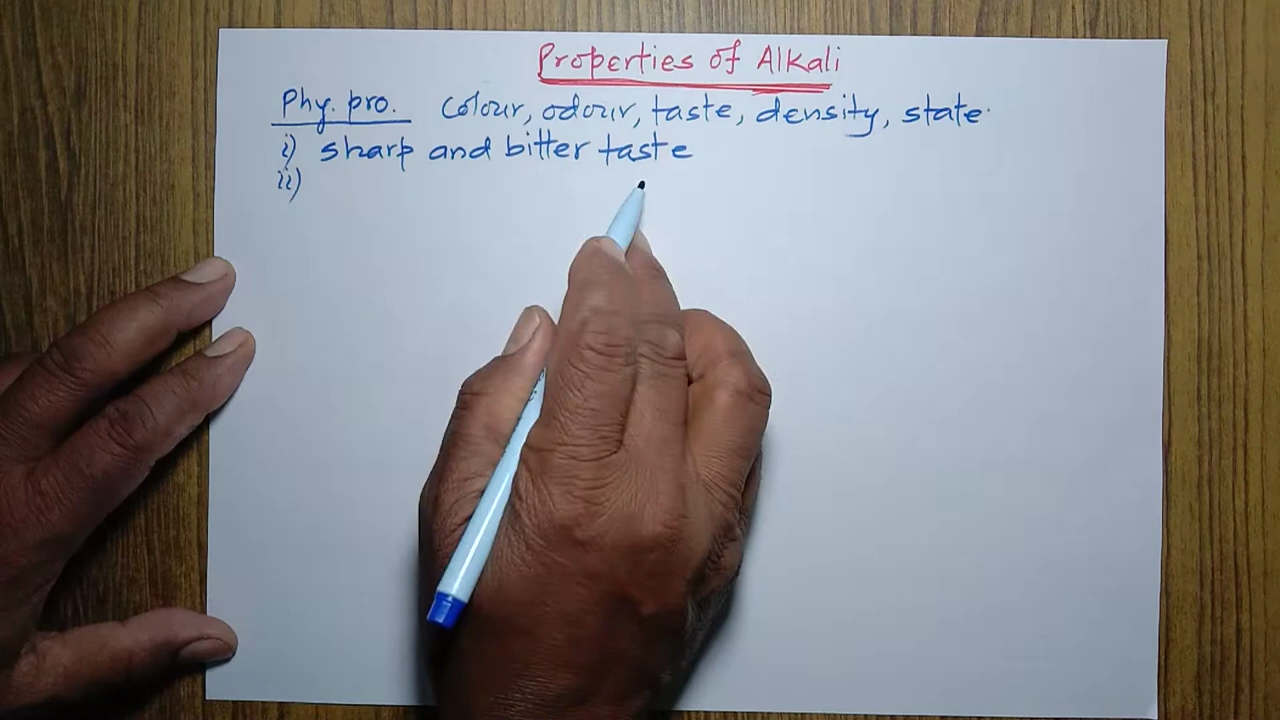 Properties of Alkali
Phy. pro. Colour, odour, taste, density, state.
i) sharp and bitter taste
ii)